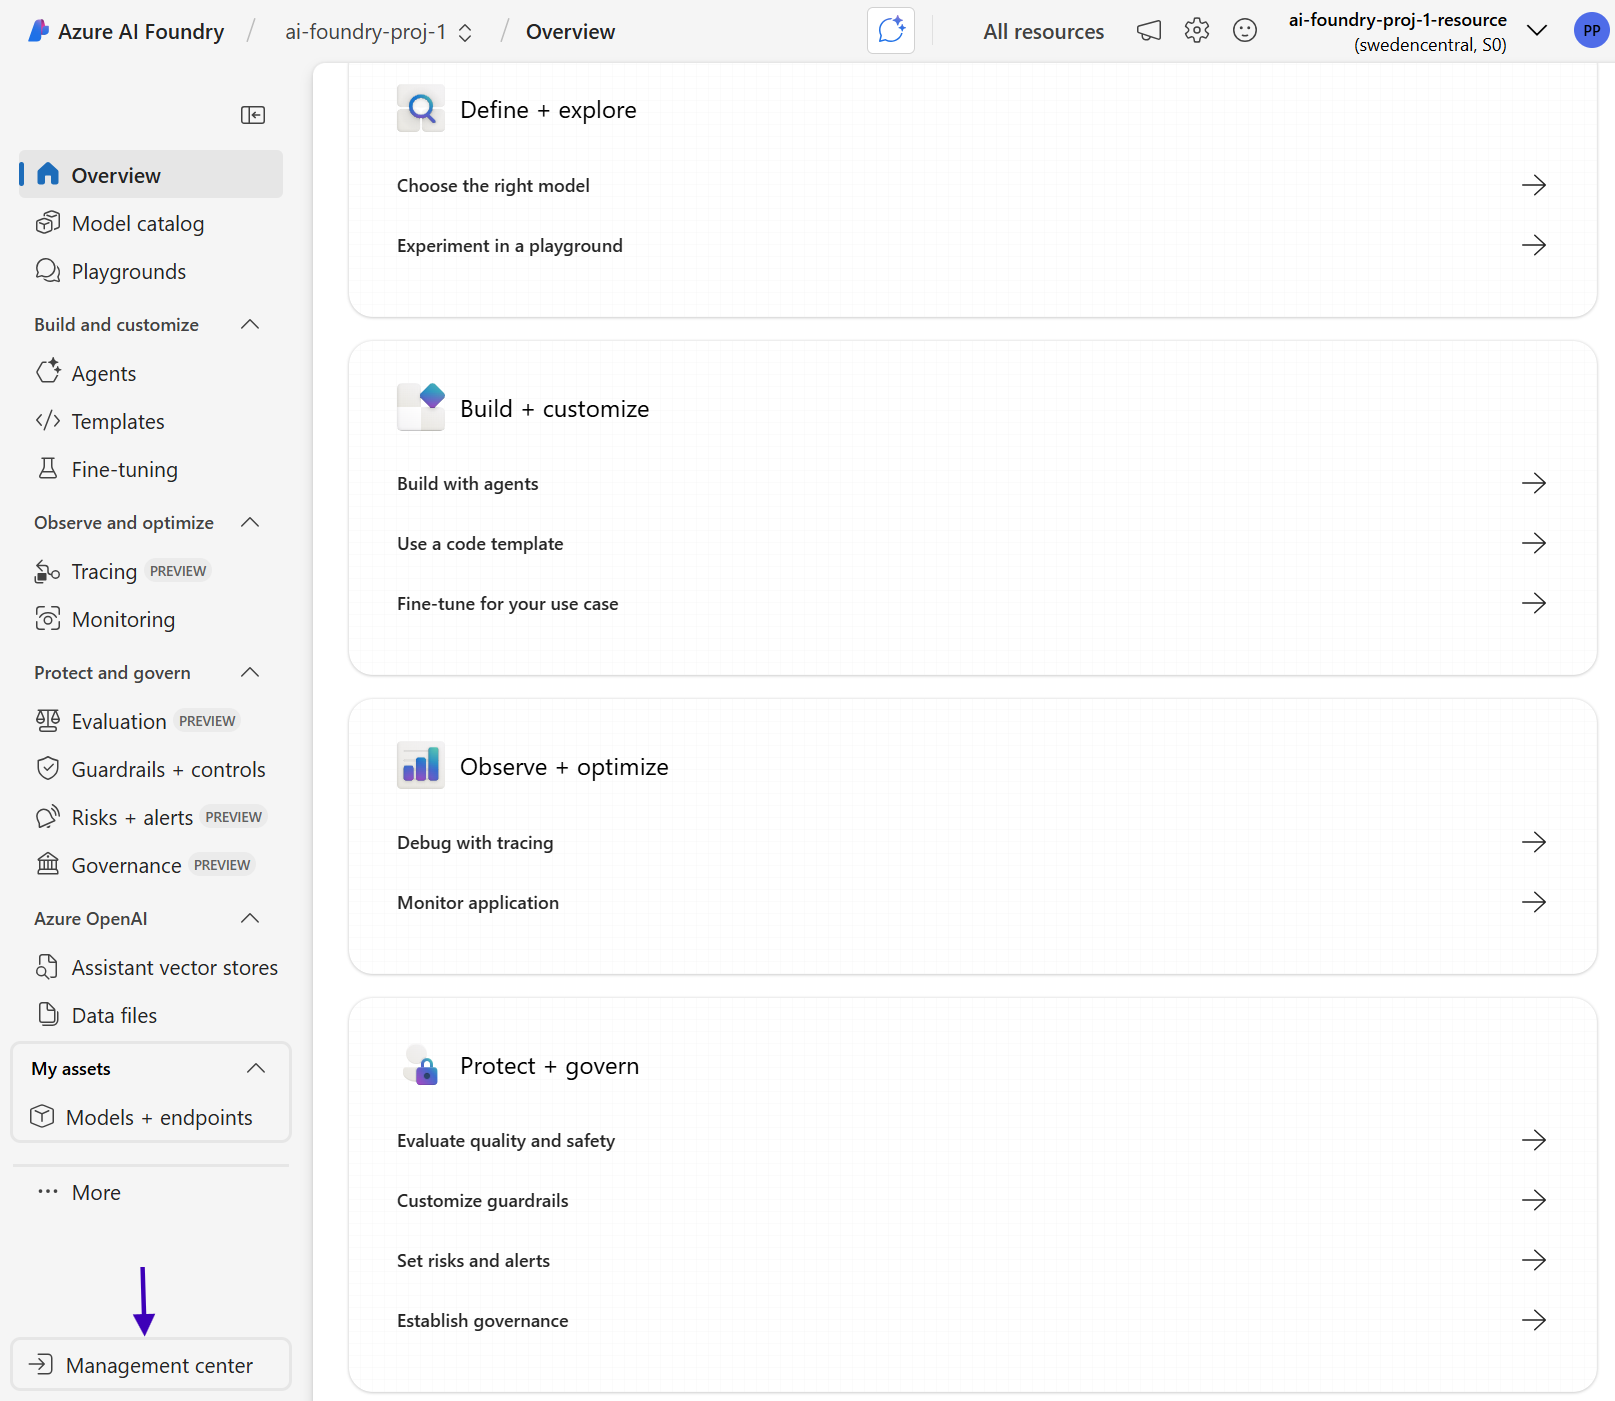 Azure AI Foundry / ai-foundry-proj-1 / Overview
All resources
ai-foundry-proj-1-resource
(swedencentral, S0)
PP
Overview
Model catalog
Playgrounds
Build and customize
Agents
Templates
Fine-tuning
Observe and optimize
Tracing PREVIEW
Monitoring
Protect and govern
Evaluation PREVIEW
Guardrails + controls
Risks + alerts PREVIEW
Governance PREVIEW
Azure OpenAI
Assistant vector stores
Data files
My assets
Models + endpoints
More
Management center
Define + explore
Choose the right model
Experiment in a playground
Build + customize
Build with agents
Use a code template
Fine-tune for your use case
Observe + optimize
Debug with tracing
Monitor application
Protect + govern
Evaluate quality and safety
Customize guardrails
Set risks and alerts
Establish governance